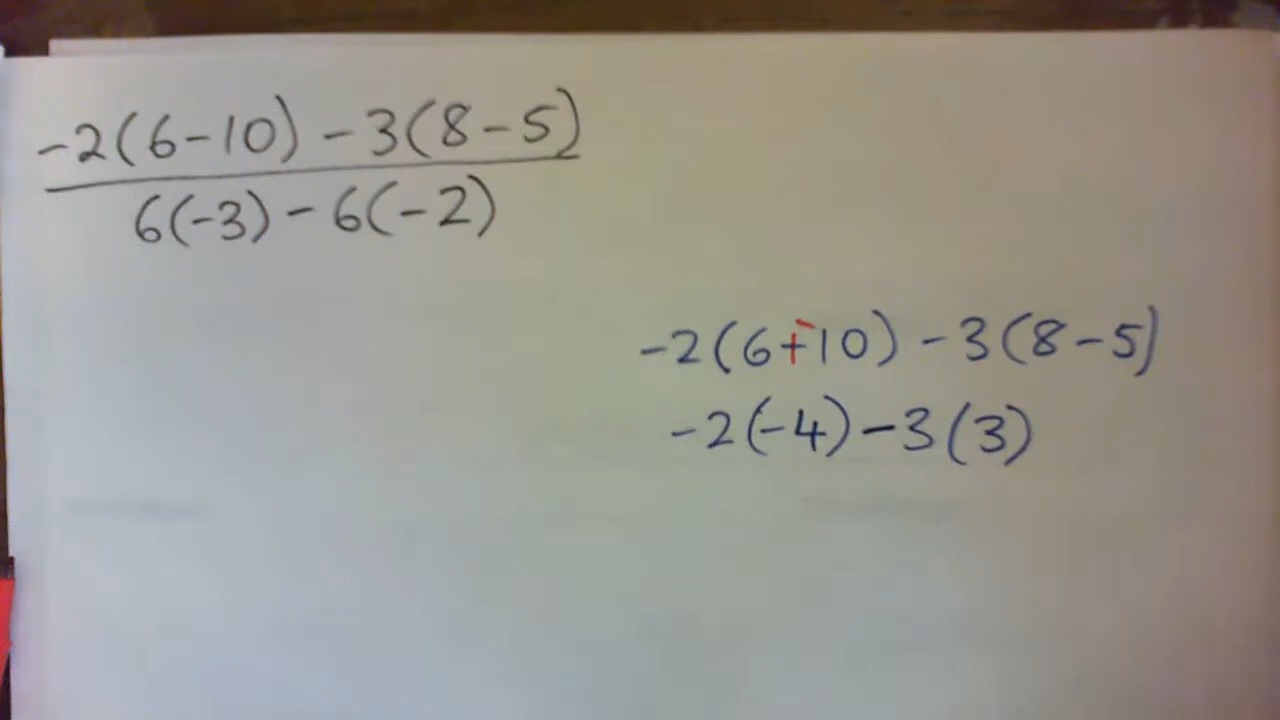 -2(6-10) -3(8-5)
6(-3) - 6(-2)
-2(6+-10) -3(8-5)
-2(-4) -3(3)